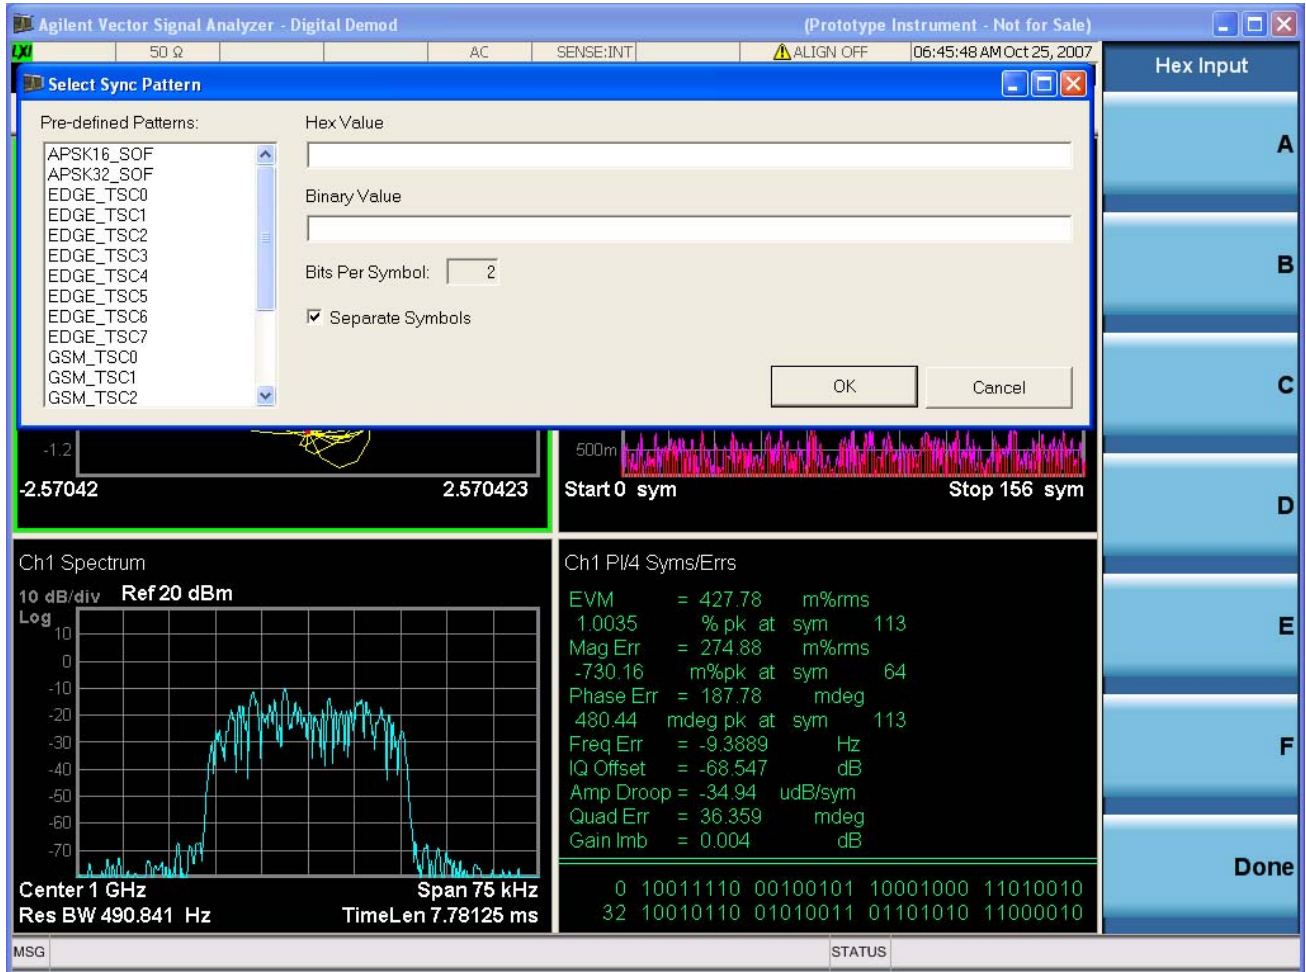 Agilent Vector Signal Analyzer - Digital Demod (Prototype Instrument - Not for Sale)
LXI 50 Ω AC SENSE:INT ALIGN OFF 06:45:48 AM Oct 25, 2007
Hex Input
Select Sync Pattern
Pre-defined Patterns:
APSK16_SOF
APSK32_SOF
EDGE_TSC0
EDGE_TSC1
EDGE_TSC2
EDGE_TSC3
EDGE_TSC4
EDGE_TSC5
EDGE_TSC6
EDGE_TSC7
GSM_TSC0
GSM_TSC1
GSM_TSC2
Hex Value
Binary Value
Bits Per Symbol: 2
Separate Symbols
OK Cancel
A
B
C
D
E
F
Done
-1.2
-2.57042 2.570423
500m
Start 0 sym Stop 156 sym
Ch1 Spectrum
10 dB/div Ref 20 dBm
Log
10
0
-10
-20
-30
-40
-50
-60
-70
Center 1 GHz Span 75 kHz
Res BW 490.841 Hz TimeLen 7.78125 ms
Ch1 PI/4 Syms/Errs
EVM = 427.78 m%rms
1.0035 % pk at sym 113
Mag Err = 274.88 m%rms
-730.16 m%pk at sym 64
Phase Err = 187.78 mdeg
480.44 mdeg pk at sym 113
Freq Err = -9.3889 Hz
IQ Offset = -68.547 dB
Amp Droop = -34.94 udB/sym
Quad Err = 36.359 mdeg
Gain Imb = 0.004 dB
0 10011110 00100101 10001000 11010010
32 10010110 01010011 01101010 11000010
MSG STATUS